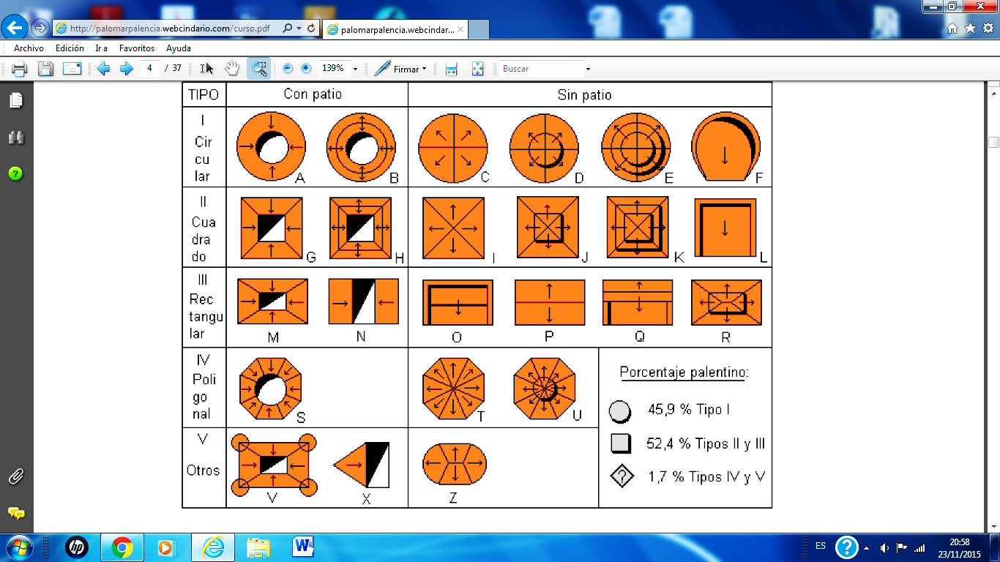 http://palomarpalencia.webcindario.com/curso.pdf
palomarpalencia.webcindar...
Archivo Edición Ir a Favoritos Ayuda
4 / 37 139% Firmar Buscar
TIPO Con patio Sin patio
I
Cir
cu
lar
A B C D E F
II
Cua
dra
do
G H I J K L
III
Rec
tangu
lar
M N O P Q R
IV
Poli
go
nal
S T U
V
Otros
V X Z
Porcentaje palentino:
45,9 % Tipo I
52,4 % Tipos II y III
? 1,7 % Tipos IV y V
hp
W
ES
?
20:58
23/11/2015